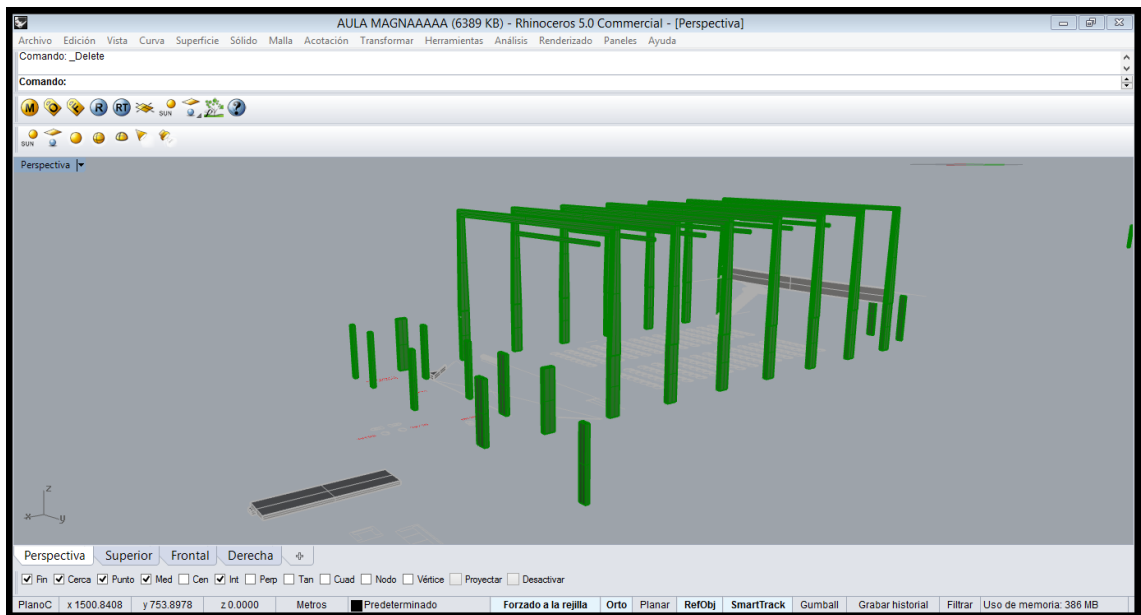 AULA MAGNAAAAA (6389 KB) - Rhinoceros 5.0 Commercial - [Perspectiva]
Archivo Edición Vista Curva Superficie Sólido Malla Acotación Transformar Herramientas Análisis Renderizado Paneles Ayuda
Comando: _Delete
Comando:
M R RT SUN ?
SUN
Perspectiva
z
x y
Perspectiva Superior Frontal Derecha
Fin Cerca Punto Med Cen Int Perp Tan Cuad Nodo Vértice Proyectar Desactivar
PlanoC x 1500.8408 y 753.8978 z 0.0000 Metros Predeterminado Forzado a la rejilla Orto Planar RefObj SmartTrack Gumball Grabar historial Filtrar Uso de memoria: 386 MB